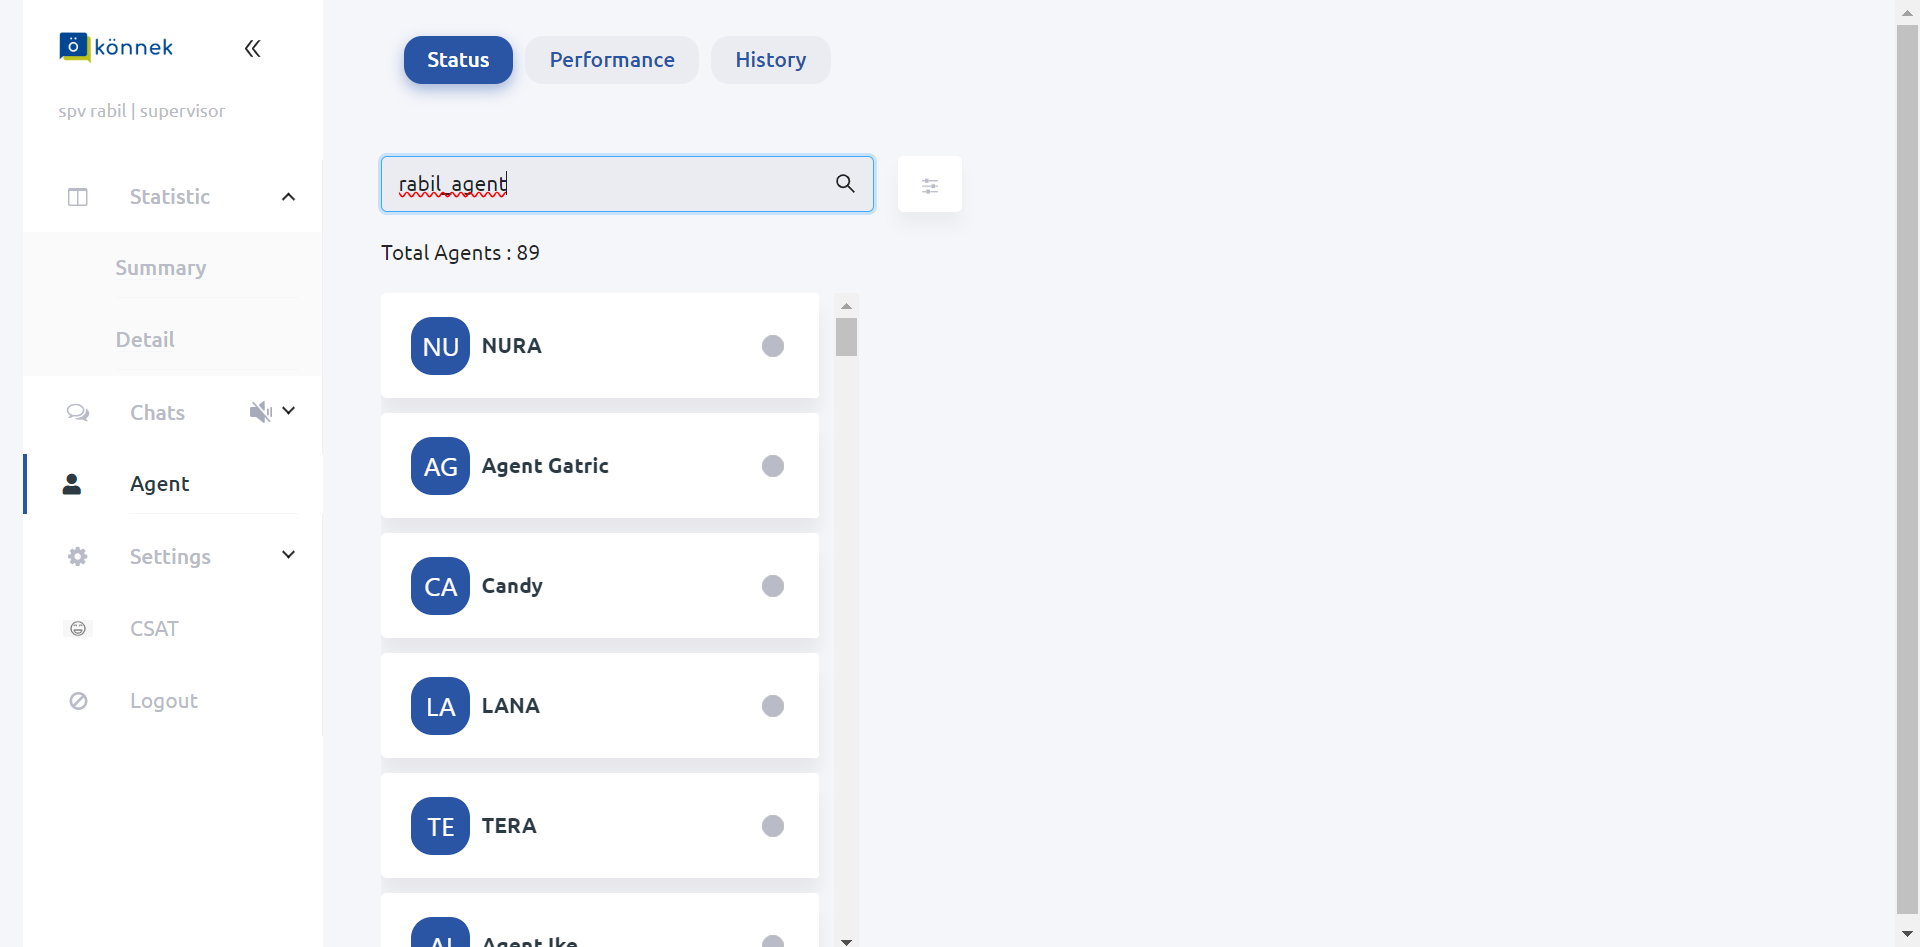 ö könnek
spv rabil | supervisor
Statistic
Summary
Detail
Chats
Agent
Settings
CSAT
Logout
Status
Performance
History
rabil_agent
Total Agents : 89
NU NURA
AG Agent Gatric
CA Candy
LA LANA
TE TERA
AI Agent Ike